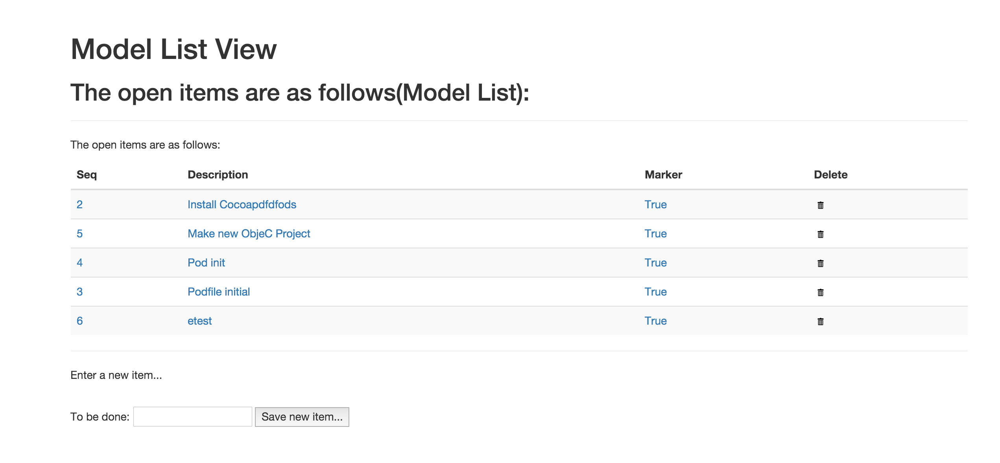 Model List View
The open items are as follows(Model List):
The open items are as follows:
Seq Description Marker Delete
2 Install Cocoapdfdfods True
5 Make new ObjeC Project True
4 Pod init True
3 Podfile initial True
6 etest True
Enter a new item...
To be done: Save new item...